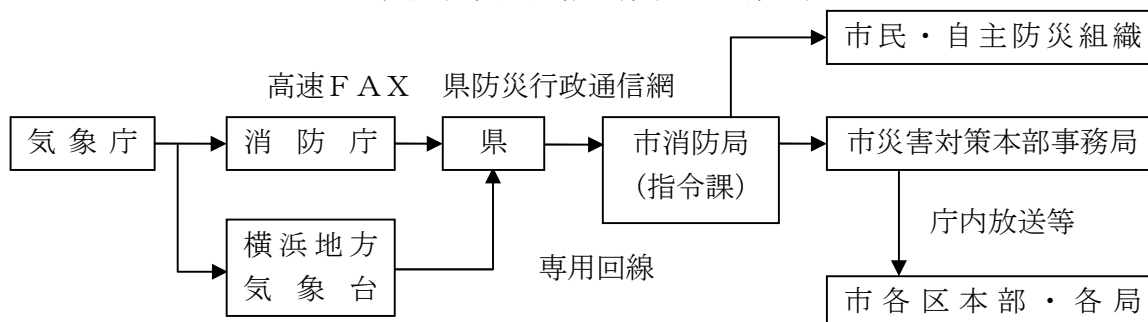 市民・自主防災組織
高速ＦＡＸ　県防災行政通信網
気象庁
消防庁
県
市消防局
（指令課）
市災害対策本部事務局
庁内放送等
横浜地方
気象台
専用回線
市各区本部・各局